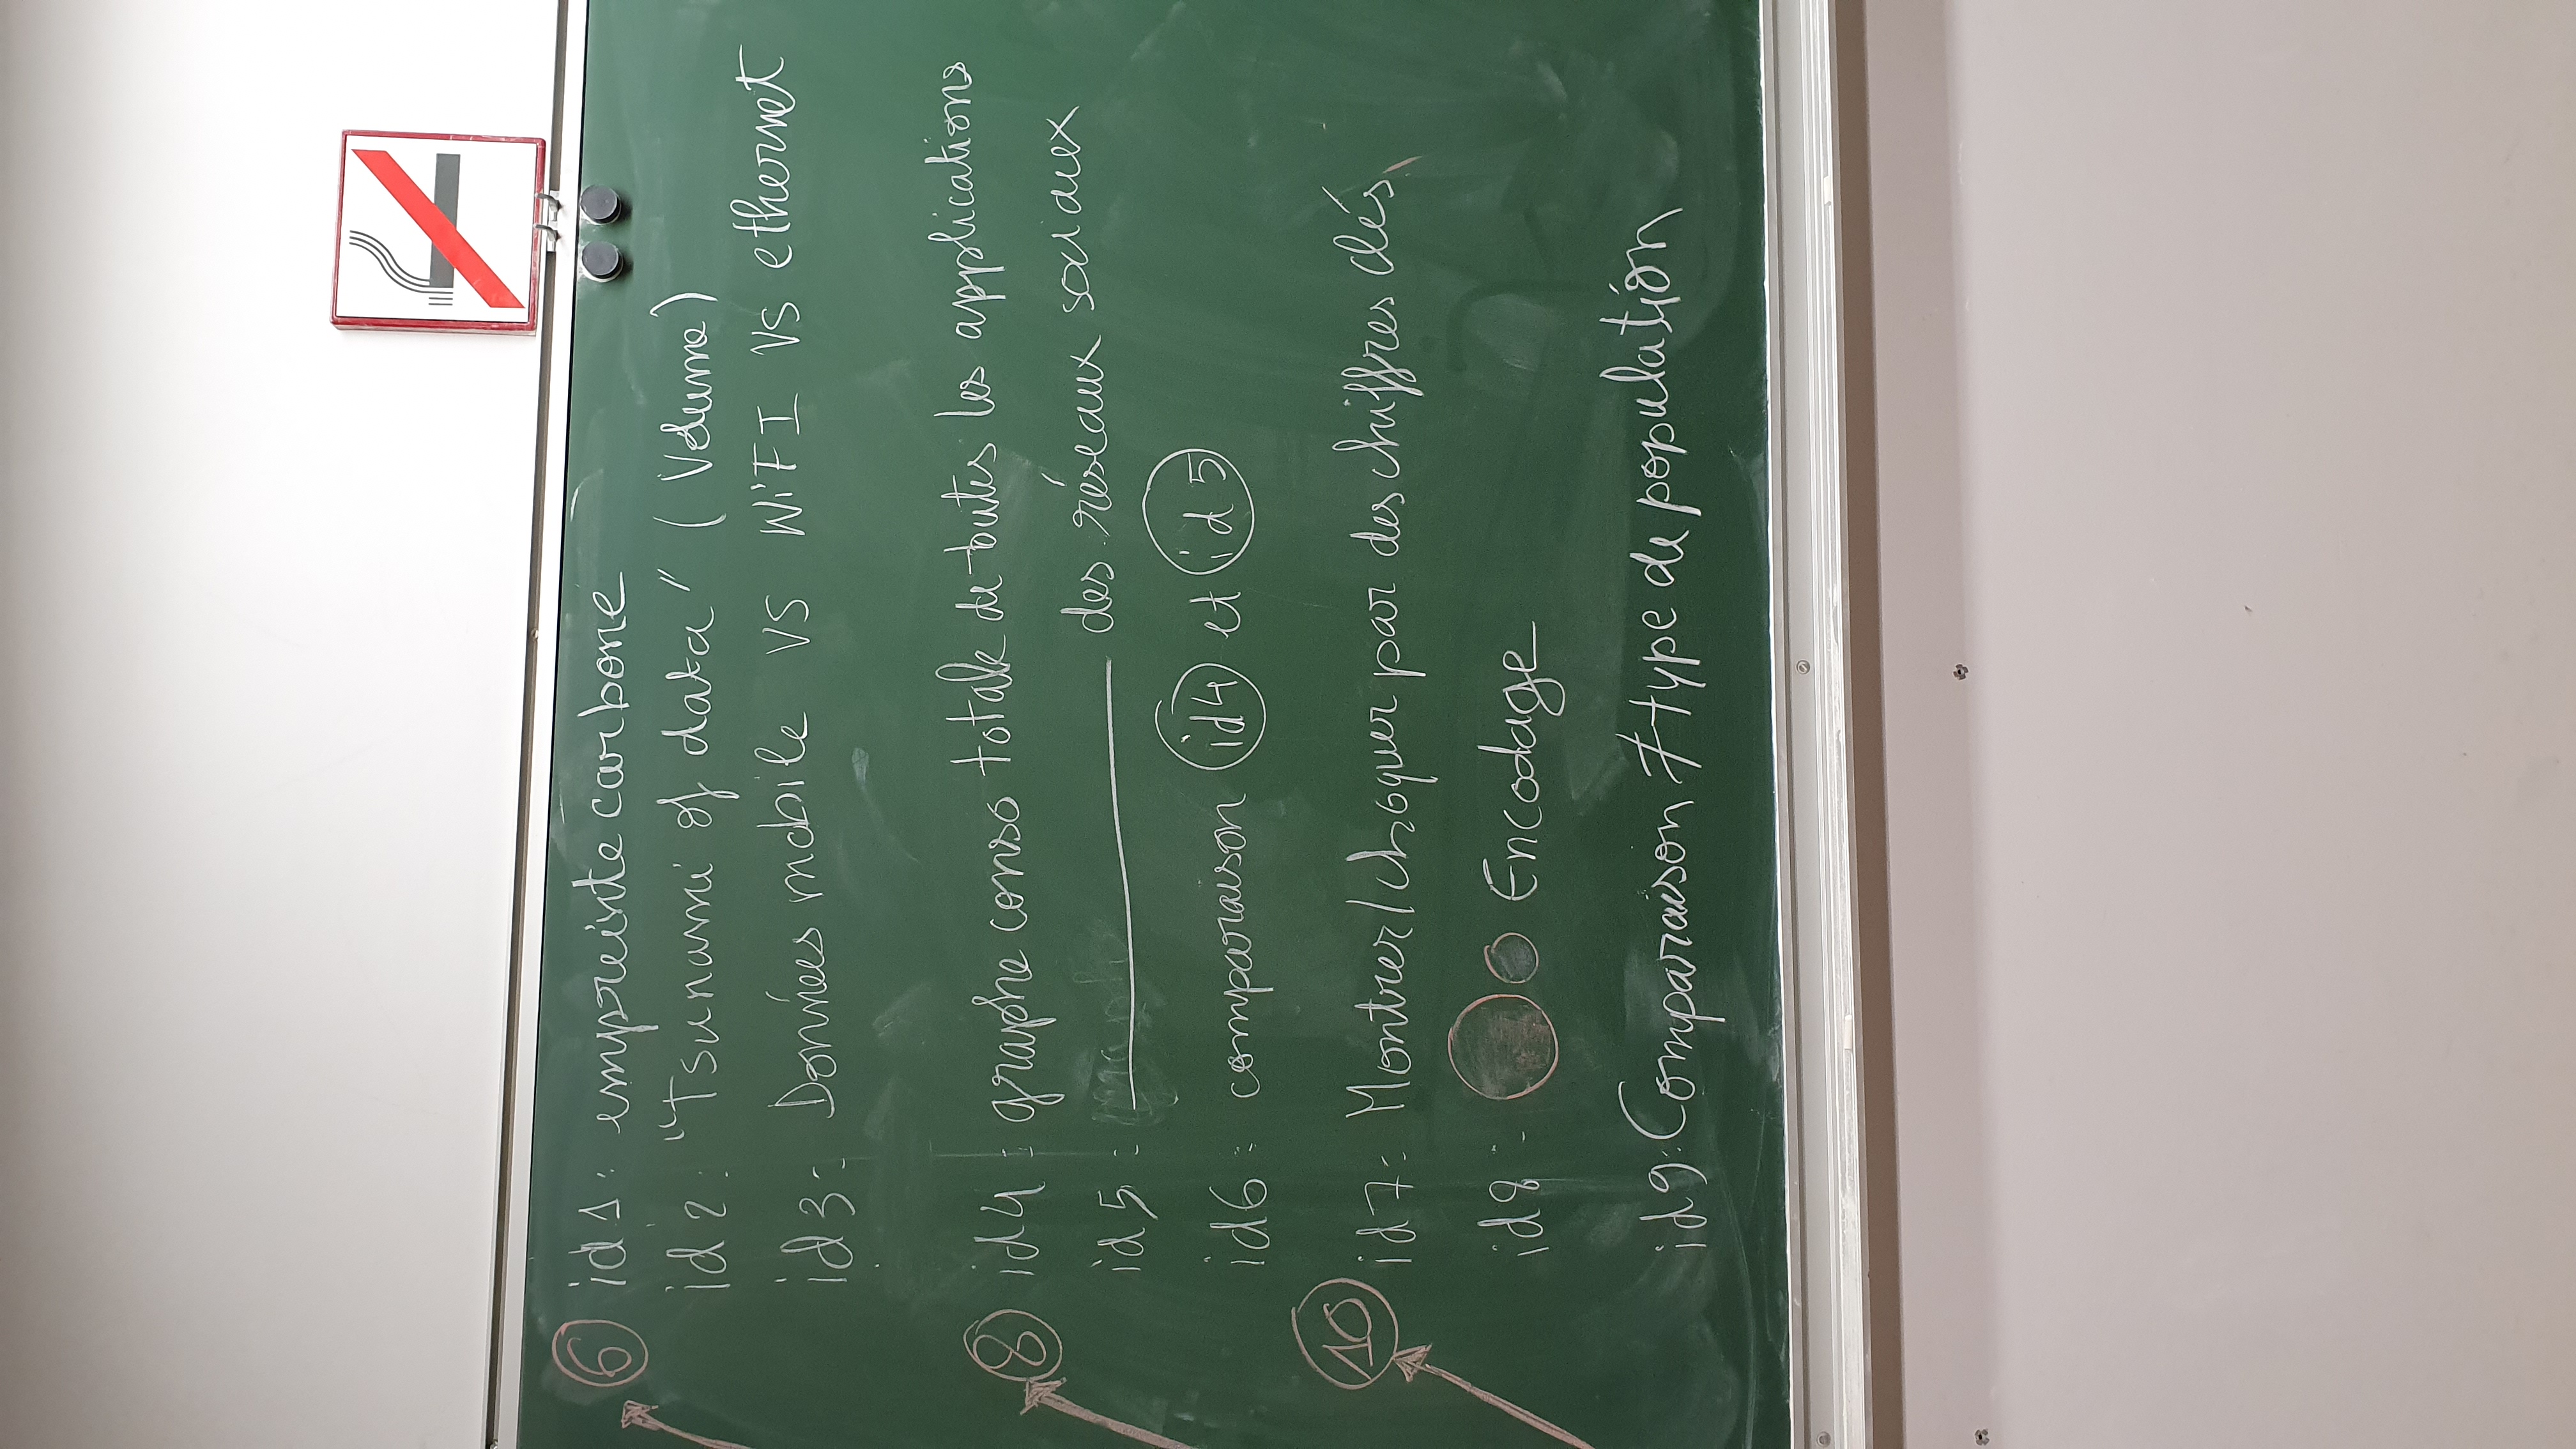 6 id1: empreinte carbone
id2: "Tsunami of data" (Volume)
id3: Données mobile VS WiFI VS ethernet
8 id4: graphe conso totale de toutes les applications
id5: ——— des réseaux sociaux
id6: comparaison id4 et id5
10 id7: Montrer/choquer par des chiffres clés
id8: Encodage
id9: Comparaison ≠ type de population